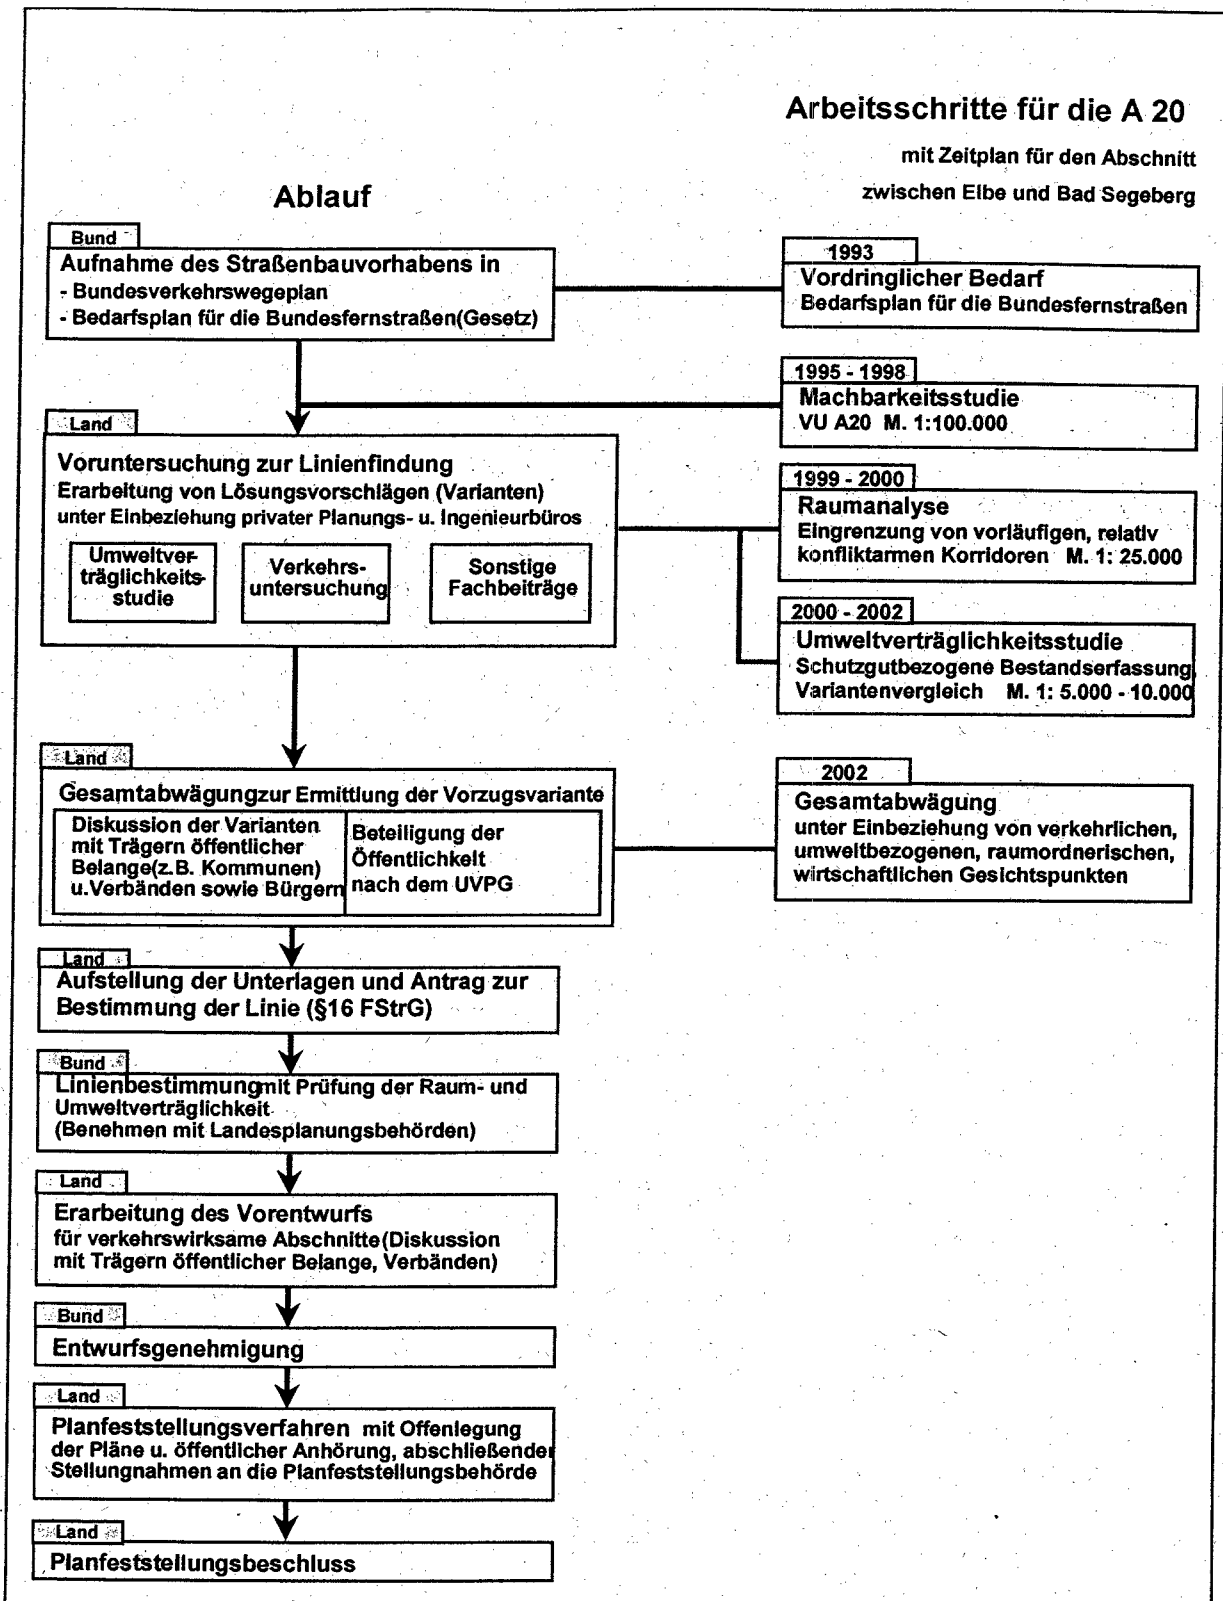 Arbeitsschritte für die A 20
mit Zeitplan für den Abschnitt
zwischen Elbe und Bad Segeberg
Ablauf
Bund
Aufnahme des Straßenbauvorhabens in
- Bundesverkehrswegeplan
- Bedarfsplan für die Bundesfernstraßen(Gesetz)
1993
Vordringlicher Bedarf
Bedarfsplan für die Bundesfernstraßen
1995 - 1998
Machbarkeitsstudie
VU A20 M. 1:100.000
Land
Voruntersuchung zur Linienfindung
Erarbeitung von Lösungsvorschlägen (Varianten)
unter Einbeziehung privater Planungs- u. Ingenieurbüros
Umweltver-
träglichkeits-
studie
Verkehrs-
untersuchung
Sonstige
Fachbeiträge
1999 - 2000
Raumanalyse
Eingrenzung von vorläufigen, relativ
konfliktarmen Korridoren M. 1: 25.000
2000 - 2002
Umweltverträglichkeitsstudie
Schutzgutbezogene Bestandserfassung
Variantenvergleich M. 1: 5.000 - 10.000
Land
Gesamtabwägungzur Ermittlung der Vorzugsvariante
Diskussion der Varianten
mit Trägern öffentlicher
Belange(z.B. Kommunen)
u.Verbänden sowie Bürgern
Beteiligung der
Öffentlichkeit
nach dem UVPG
2002
Gesamtabwägung
unter Einbeziehung von verkehrlichen,
umweltbezogenen, raumordnerischen,
wirtschaftlichen Gesichtspunkten
Land
Aufstellung der Unterlagen und Antrag zur
Bestimmung der Linie (§16 FStrG)
Bund
Linienbestimmungmit Prüfung der Raum- und
Umweltverträglichkeit
(Benehmen mit Landesplanungsbehörden)
Land
Erarbeitung des Vorentwurfs
für verkehrswirksame Abschnitte(Diskussion
mit Trägern öffentlicher Belange, Verbänden)
Bund
Entwurfsgenehmigung
Land
Planfeststellungsverfahren mit Offenlegung
der Pläne u. öffentlicher Anhörung, abschließender
Stellungnahmen an die Planfeststellungsbehörde
Land
Planfeststellungsbeschluss